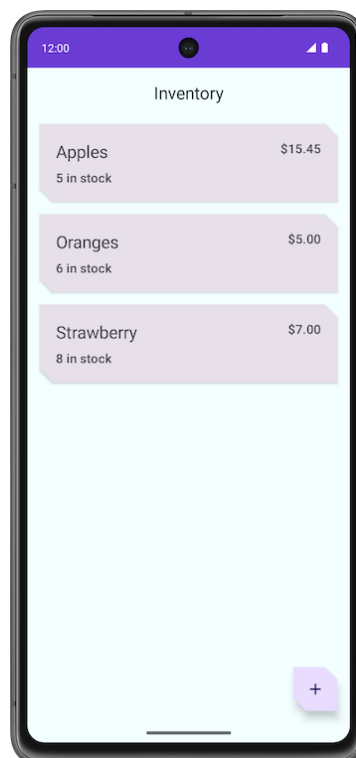 12:00
Inventory
Apples
$15.45
5 in stock
Oranges
$5.00
6 in stock
Strawberry
$7.00
8 in stock
+